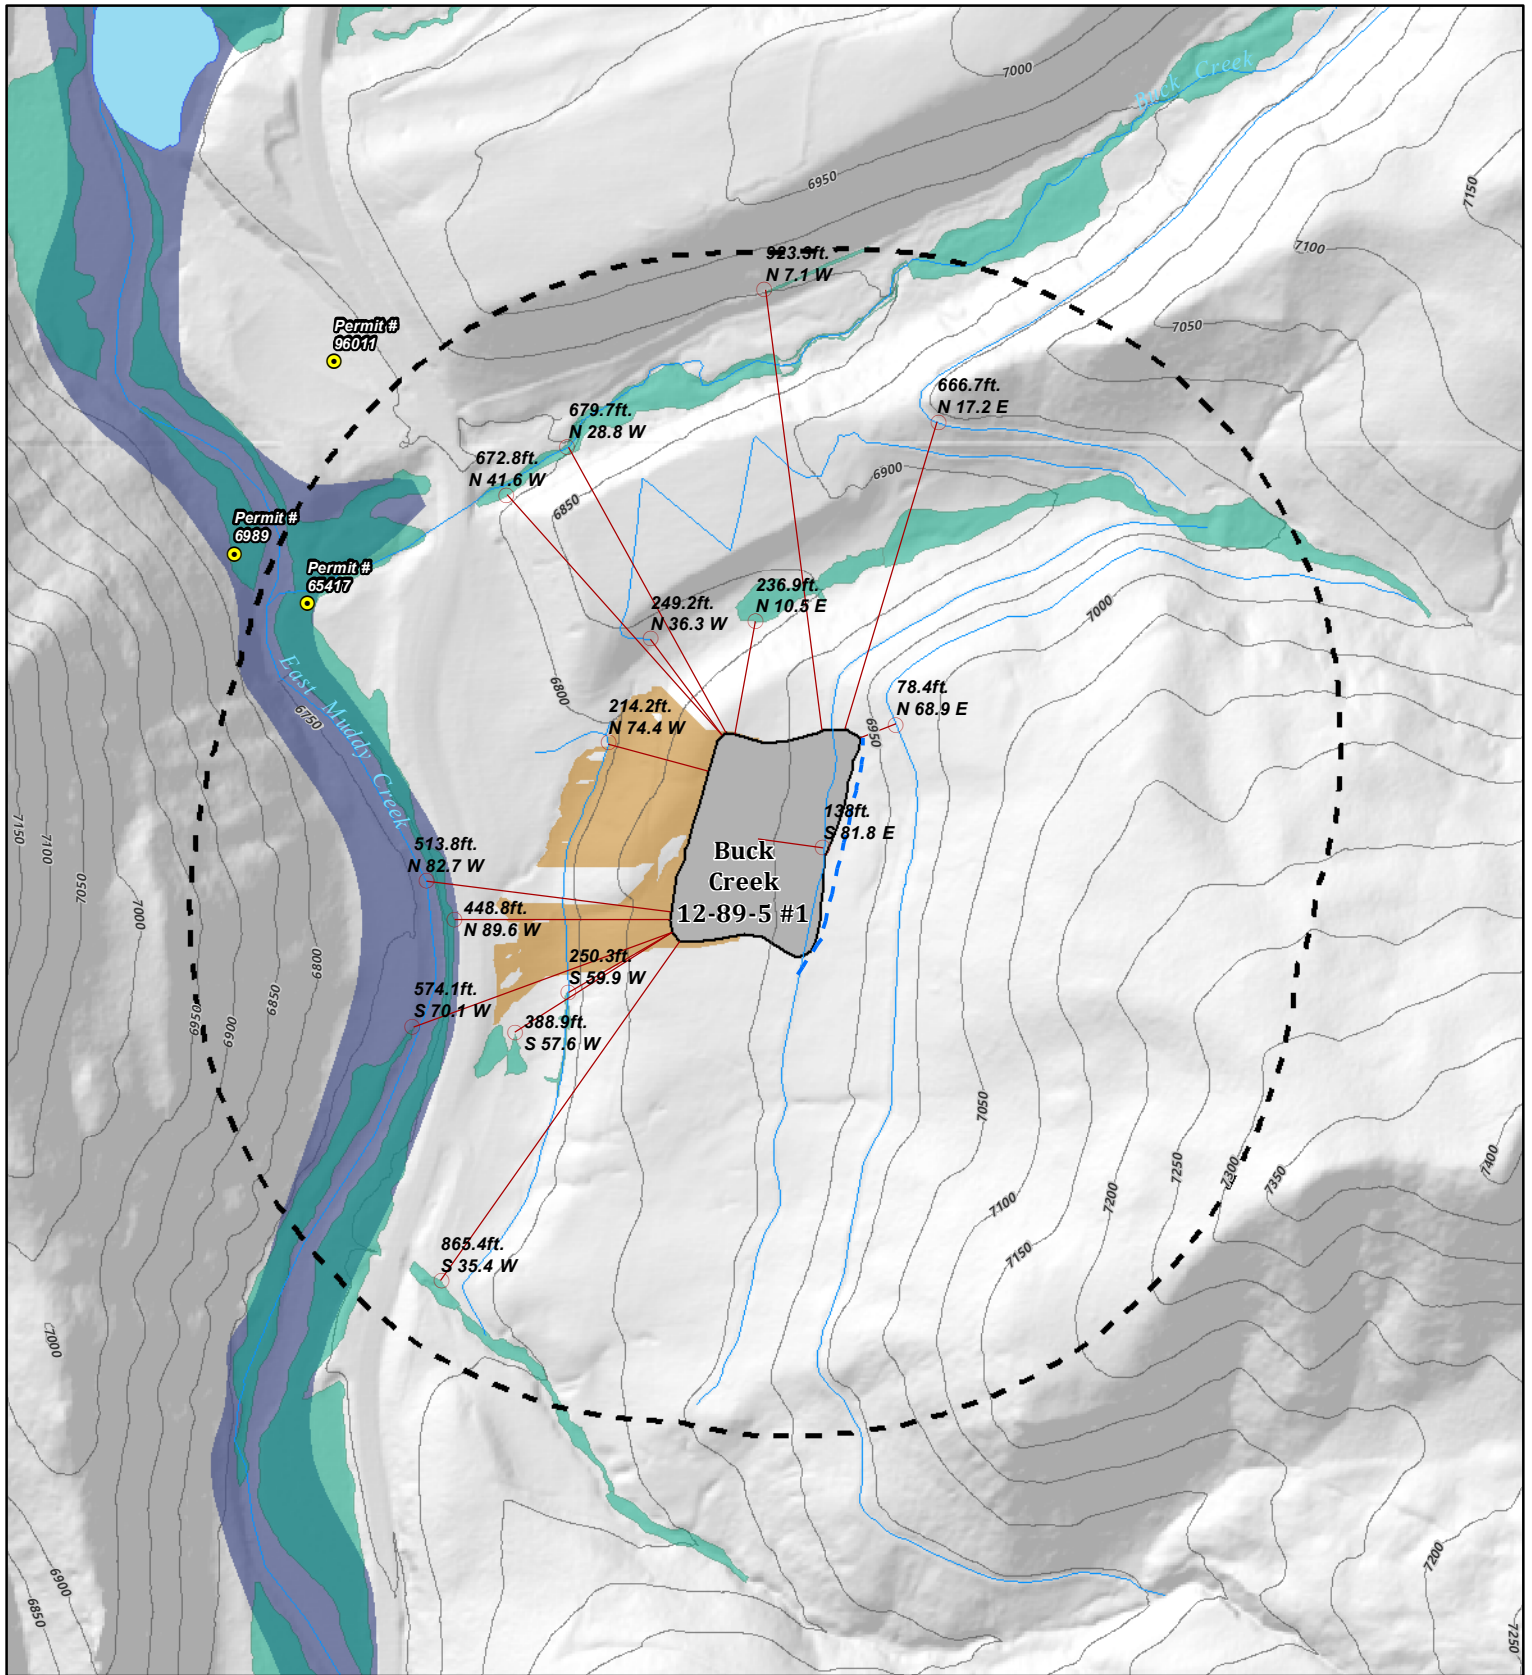 Buck Creek
7000
6950
7150
7100
923.3ft.
N 7.1 W
7050
Permit #
96011
666.7ft.
N 17.2 E
679.7ft.
N 28.8 W
672.8ft.
N 41.6 W
6900
6850
Permit #
6989
Permit #
65417
236.9ft.
N 10.5 E
249.2ft.
N 36.3 W
7000
East Muddy Creek
6750
6800
214.2ft.
N 74.4 W
78.4ft.
N 68.9 E
6950
7150
7100
7050
7000
6900
6850
6800
6950
138ft.
S 81.8 E
513.8ft.
N 82.7 W
Buck
Creek
12-89-5 #1
448.8ft.
N 89.6 W
250.3ft.
S 59.9 W
574.1ft.
S 70.1 W
388.9ft.
S 57.6 W
7050
7100
7150
7200
7250
7300
7350
7400
865.4ft.
S 35.4 W
7000
6900
6850
7200
7250